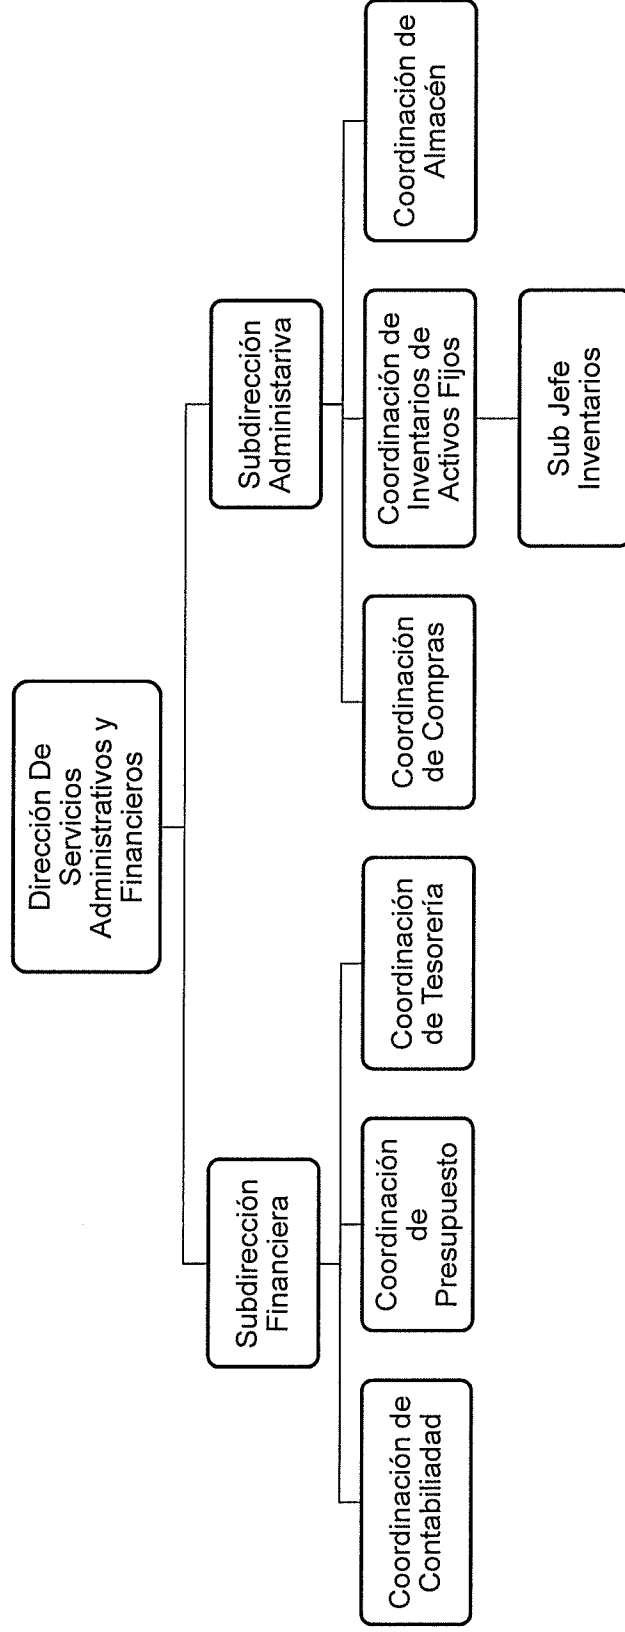 Dirección De
Servicios
Administrativos y
Financieros
Subdirección
Financiera
Subdirección
Administariva
Coordinación de
Contabiliadad
Coordinación
de
Presupuesto
Coordinación
de Tesorería
Coordinación
de Compras
Coordinación de
Inventarios de
Activos Fijos
Coordinación de
Almacén
Sub Jefe
Inventarios